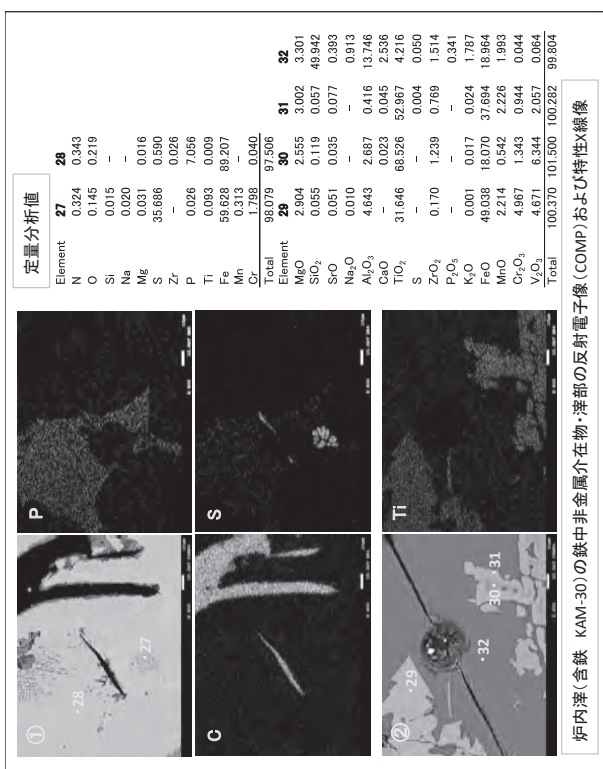 ①
·28
·27
P
C
S
②
·29
30·
·31
·32
Ti
定量分析値
Element 27 28
N 0.324 0.343
O 0.145 0.219
Si 0.015 –
Na 0.020 –
Mg 0.031 0.016
S 35.686 0.590
Zr – 0.026
P 0.026 7.056
Ti 0.093 0.009
Fe 59.628 89.207
Mn 0.313 –
Cr 1.798 0.040
Total 98.079 97.506
Element 29 30 31 32
MgO 2.904 2.555 3.002 3.301
SiO₂ 0.055 0.119 0.057 49.942
SrO 0.051 0.035 0.077 0.393
Na₂O 0.010 – – 0.913
Al₂O₃ 4.643 2.687 0.416 13.746
CaO – 0.023 0.045 2.536
TiO₂ 31.646 68.526 52.967 4.216
S – – 0.004 0.050
ZrO₂ 0.170 1.239 0.769 1.514
P₂O₅ – – – 0.341
K₂O 0.001 0.017 0.024 1.787
FeO 49.038 18.070 37.694 18.964
MnO 2.214 0.542 2.226 1.993
Cr₂O₃ 4.967 1.343 0.944 0.044
V₂O₃ 4.671 6.344 2.057 0.064
Total 100.370 101.500 100.282 99.804
炉内滓(含鉄 KAM-30)の鉄中非金属介在物・滓部の反射電子像(COMP)および特性X線像